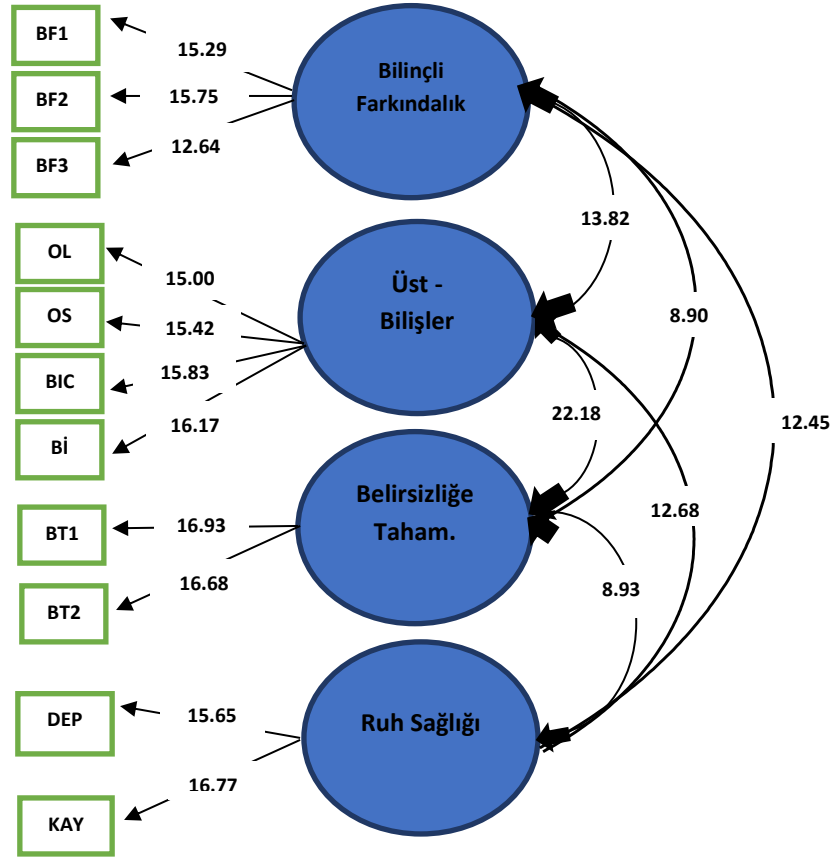 BF1
15.29
BF2
15.75
BF3
12.64
Bilinçli
Farkındalık
13.82
OL
15.00
OS
15.42
BIC
15.83
Bİ
16.17
Üst -
Bilişler
8.90
22.18
12.45
BT1
16.93
BT2
16.68
Belirsizliğe
Taham.
12.68
8.93
DEP
15.65
KAY
16.77
Ruh Sağlığı